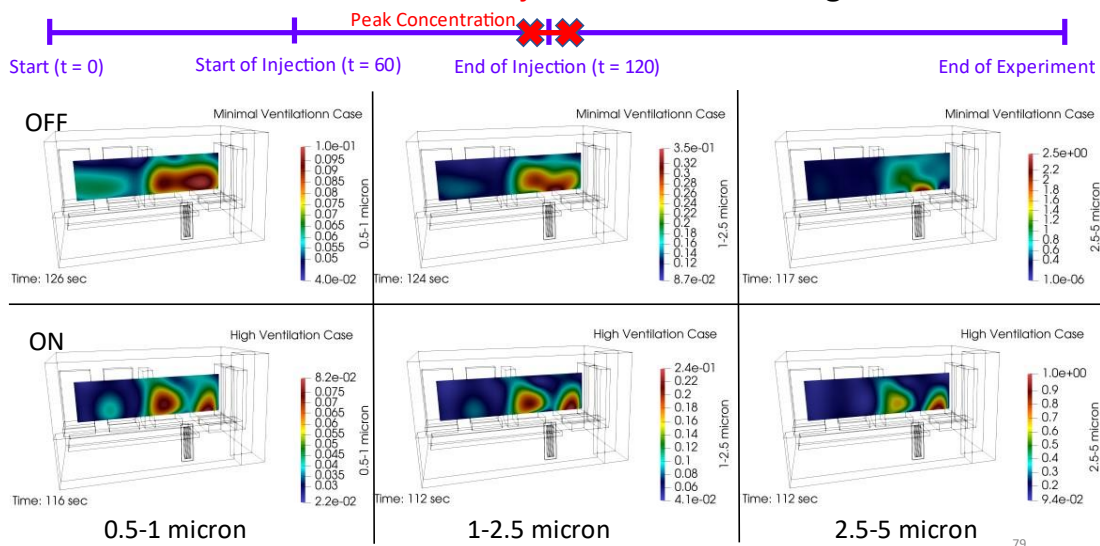 Peak Concentration
Start (t = 0)
Start of Injection (t = 60)
End of Injection (t = 120)
End of Experiment
OFF
Minimal Ventilationn Case
1.0e-01
0.095
0.09
0.085
0.08
0.075
0.07
0.065
0.06
0.055
0.05
4.0e-02
0.5-1 micron
Time: 126 sec
Minimal Ventilationn Case
3.5e-01
0.32
0.3
0.28
0.26
0.24
0.22
0.2
0.18
0.16
0.14
0.12
8.7e-02
1-2.5 micron
Time: 124 sec
Minimal Ventilationn Case
2.5e+00
2.2
2
1.8
1.6
1.4
1.2
1
0.8
0.6
0.4
1.0e-06
2.5-5 micron
Time: 117 sec
ON
High Ventilation Case
8.2e-02
0.075
0.07
0.065
0.06
0.055
0.05
0.045
0.04
0.035
0.03
2.2e-02
0.5-1 micron
Time: 116 sec
High Ventilation Case
2.4e-01
0.22
0.2
0.18
0.16
0.14
0.12
0.1
0.08
0.06
4.1e-02
1-2.5 micron
Time: 112 sec
High Ventilation Case
1.0e+00
0.9
0.8
0.7
0.6
0.5
0.4
0.3
0.2
9.4e-02
2.5-5 micron
Time: 112 sec
0.5-1 micron
1-2.5 micron
2.5-5 micron
79